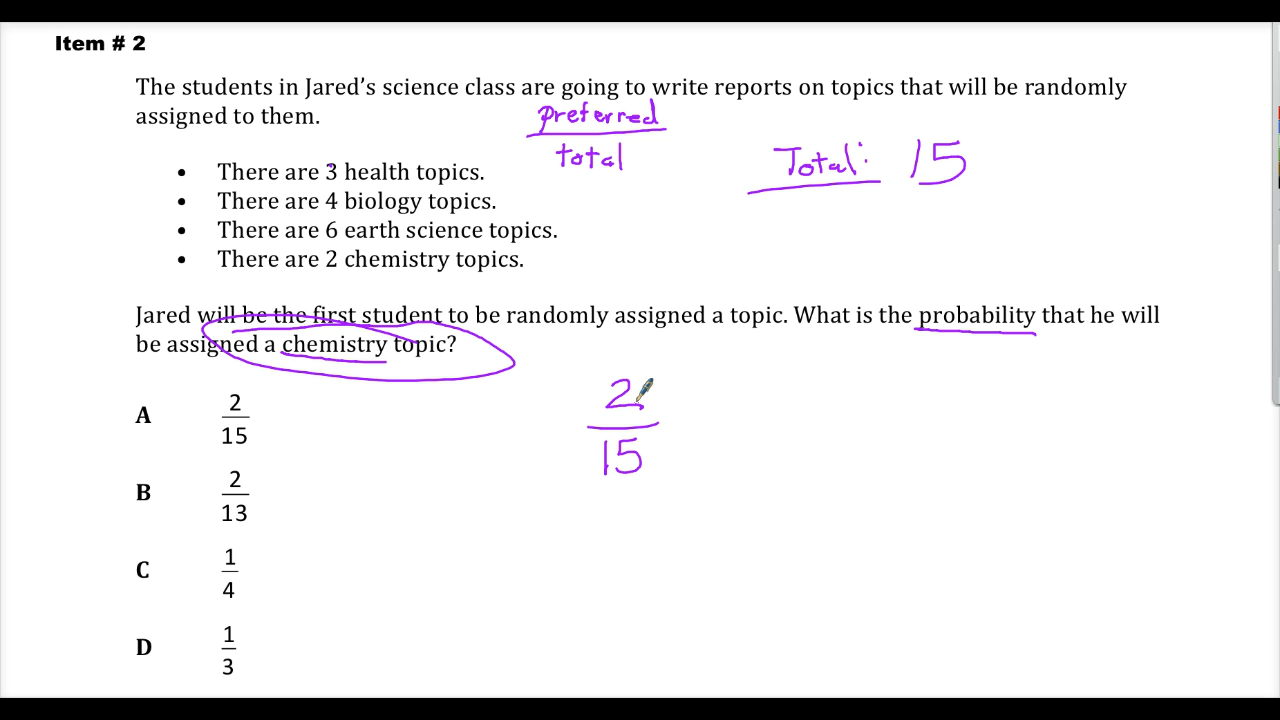 Item # 2
The students in Jared's science class are going to write reports on topics that will be randomly
assigned to them.
preferred
total
Total: 15
• There are 3 health topics.
• There are 4 biology topics.
• There are 6 earth science topics.
• There are 2 chemistry topics.
Jared will be the first student to be randomly assigned a topic. What is the probability that he will
be assigned a chemistry topic?
2
15
A 2/15
B 2/13
C 1/4
D 1/3